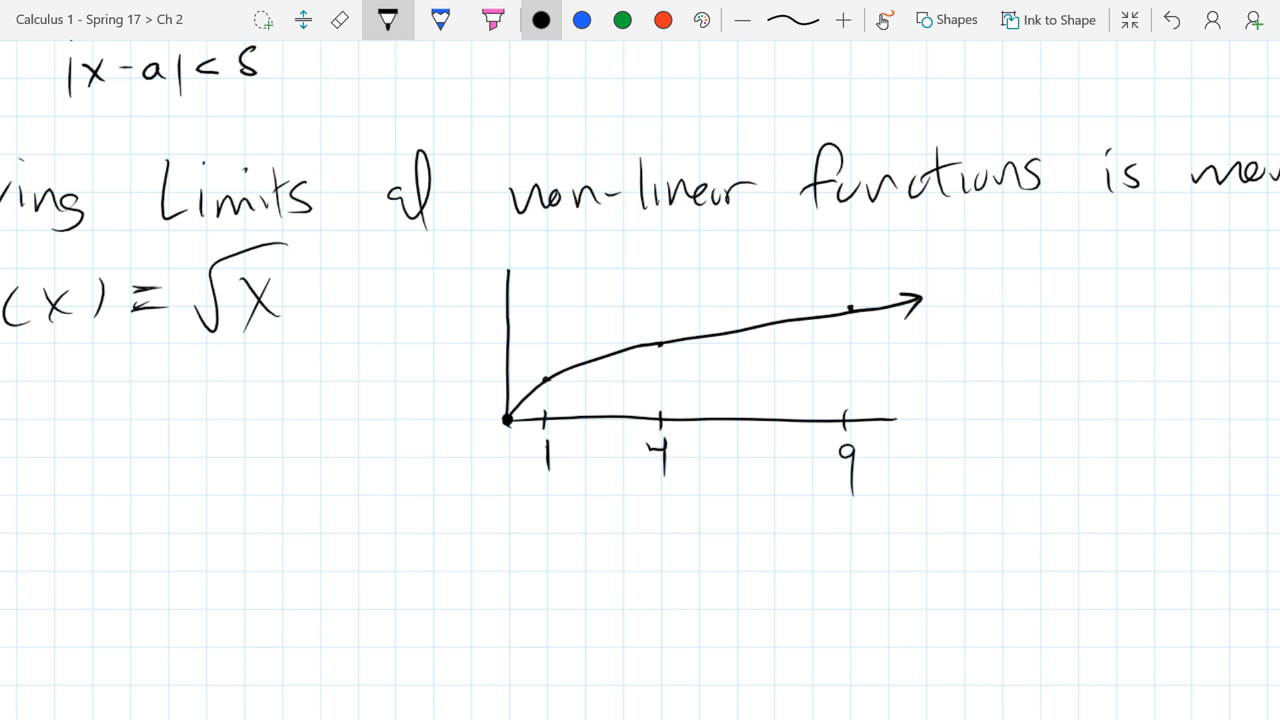 Calculus 1 - Spring 17 > Ch 2
Shapes
Ink to Shape
|x - a| < δ
ving Limits of non-linear functions is mor
(x) = √x
1 4 9